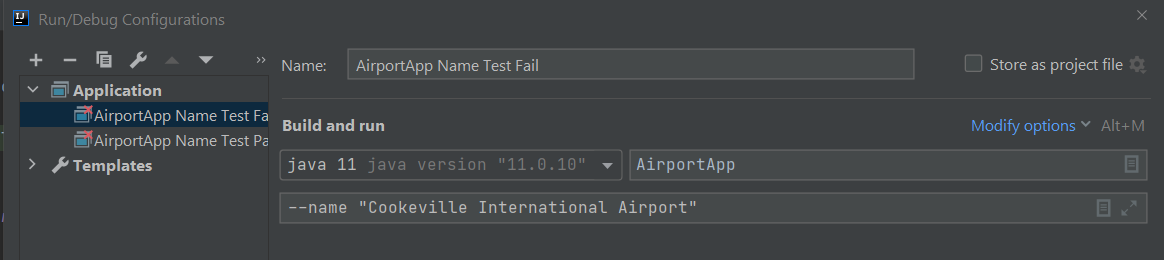 IJ Run/Debug Configurations
Name: AirportApp Name Test Fail Store as project file
Application
AirportApp Name Test Fa
AirportApp Name Test Pa
Templates
Build and run Modify options Alt+M
java 11 java version "11.0.10" AirportApp
--name "Cookeville International Airport"